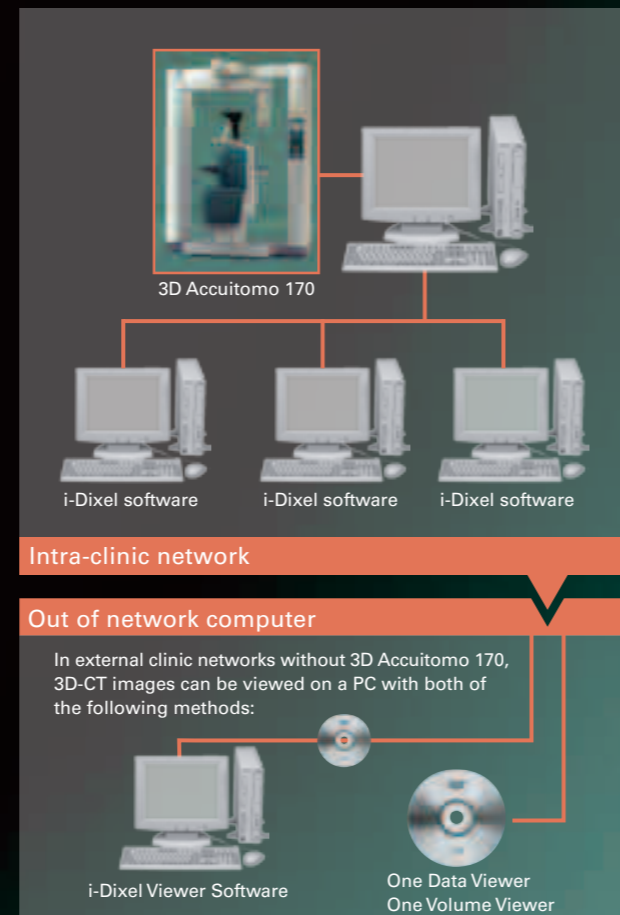 3D Accuitomo 170
i-Dixel software
i-Dixel software
i-Dixel software
Intra-clinic network
Out of network computer
In external clinic networks without 3D Accuitomo 170,
3D-CT images can be viewed on a PC with both of
the following methods:
i-Dixel Viewer Software
One Data Viewer
One Volume Viewer